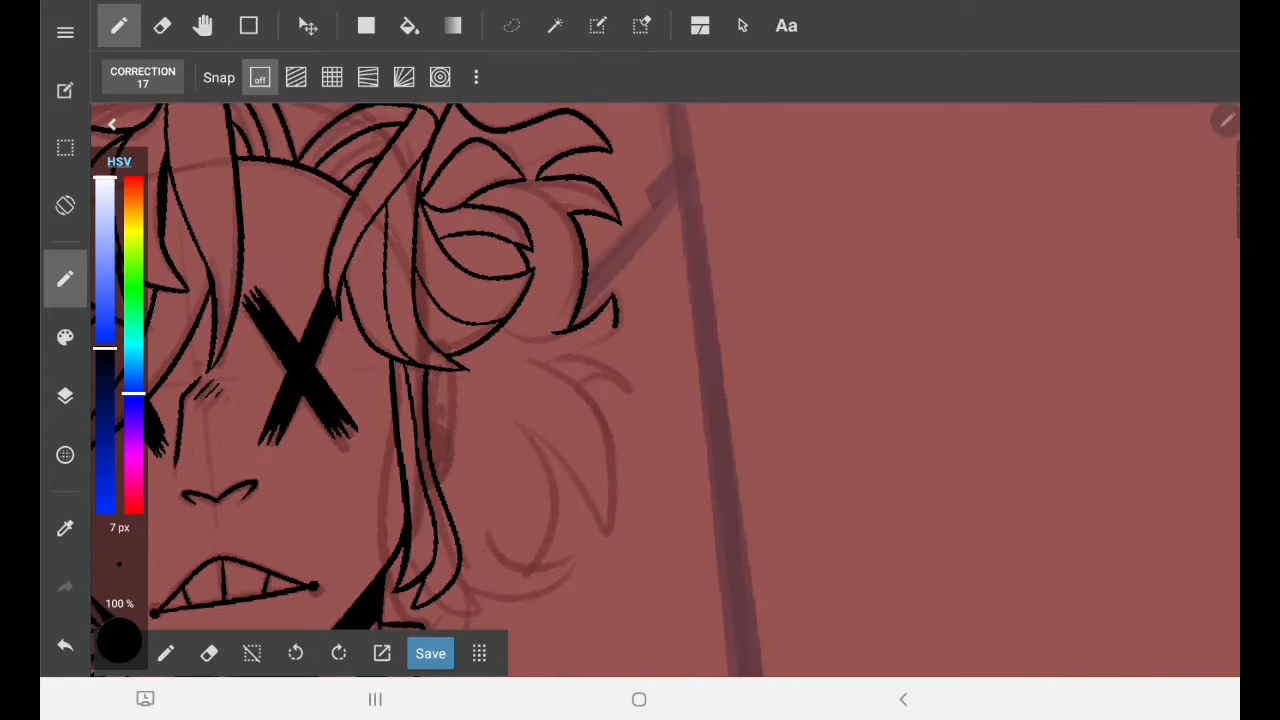 Aa
CORRECTION
17
Snap
off
HSV
7 px
100 %
Save